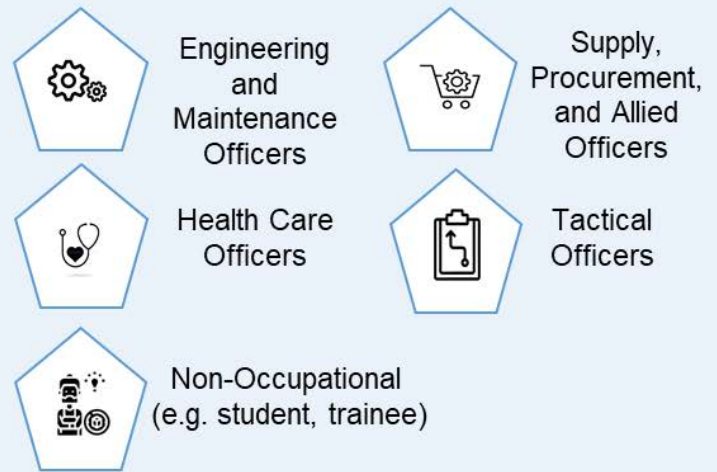 Engineering
and
Maintenance
Officers
Supply,
Procurement,
and Allied
Officers
Health Care
Officers
Tactical
Officers
Non-Occupational
(e.g. student, trainee)